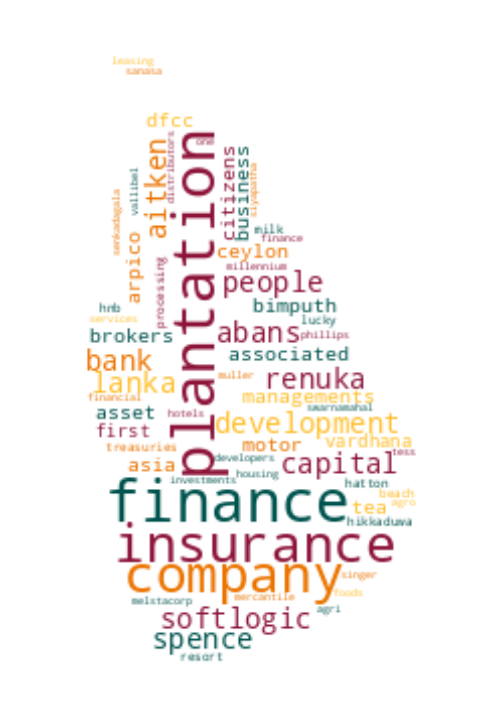 leasing
sanasa
dfcc
one
distributors
aitken
plantation
citizens
business
siyapatha
vallibel
senkadagala
milk
finance
arpico
processing
ceylon
millennium
people
hnb
bimputh
services
lucky
brokers
abans
phillips
associated
bank
lanka
muller
renuka
financial
managements
swarnamahal
asset
hotels
development
first
vardhana
treasuries
motor
tess
asia
developers
capital
housing
investments
hatton
finance
beach
tea
agro
hikkaduwa
insurance
company
singer
foods
melstacorp
mercantile
agri
softlogic
spence
resort